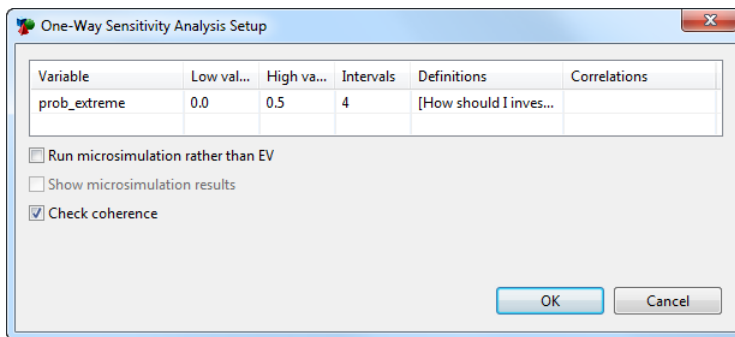 One-Way Sensitivity Analysis Setup
Variable Low val... High va... Intervals Definitions Correlations
prob_extreme 0.0 0.5 4 [How should I inves...
Run microsimulation rather than EV
Show microsimulation results
Check coherence
OK Cancel